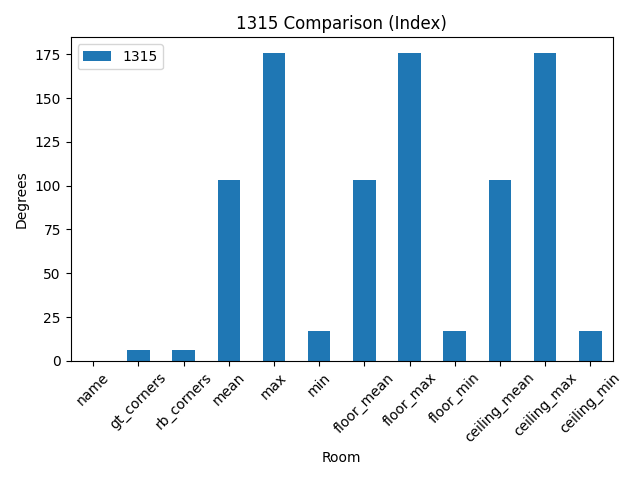 1315 Comparison (Index)
1315
Degrees
175
150
125
100
75
50
25
0
name
gt_corners
rb_corners
mean
max
min
floor_mean
floor_max
floor_min
ceiling_mean
ceiling_max
ceiling_min
Room